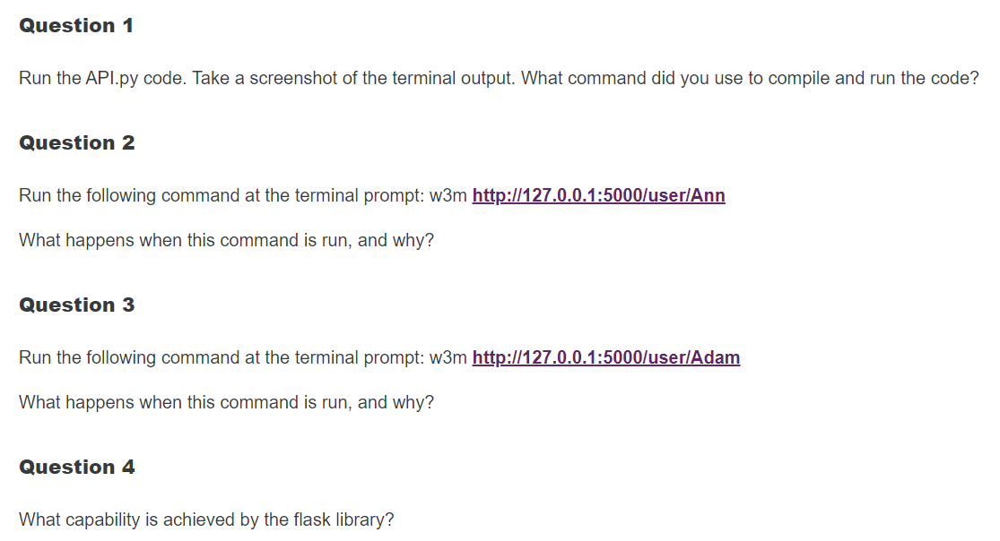 Question 1
Run the API.py code. Take a screenshot of the terminal output. What command did you use to compile and run the code?
Question 2
Run the following command at the terminal prompt: w3m http://127.0.0.1:5000/user/Ann
What happens when this command is run, and why?
Question 3
Run the following command at the terminal prompt: w3m http://127.0.0.1:5000/user/Adam
What happens when this command is run, and why?
Question 4
What capability is achieved by the flask library?